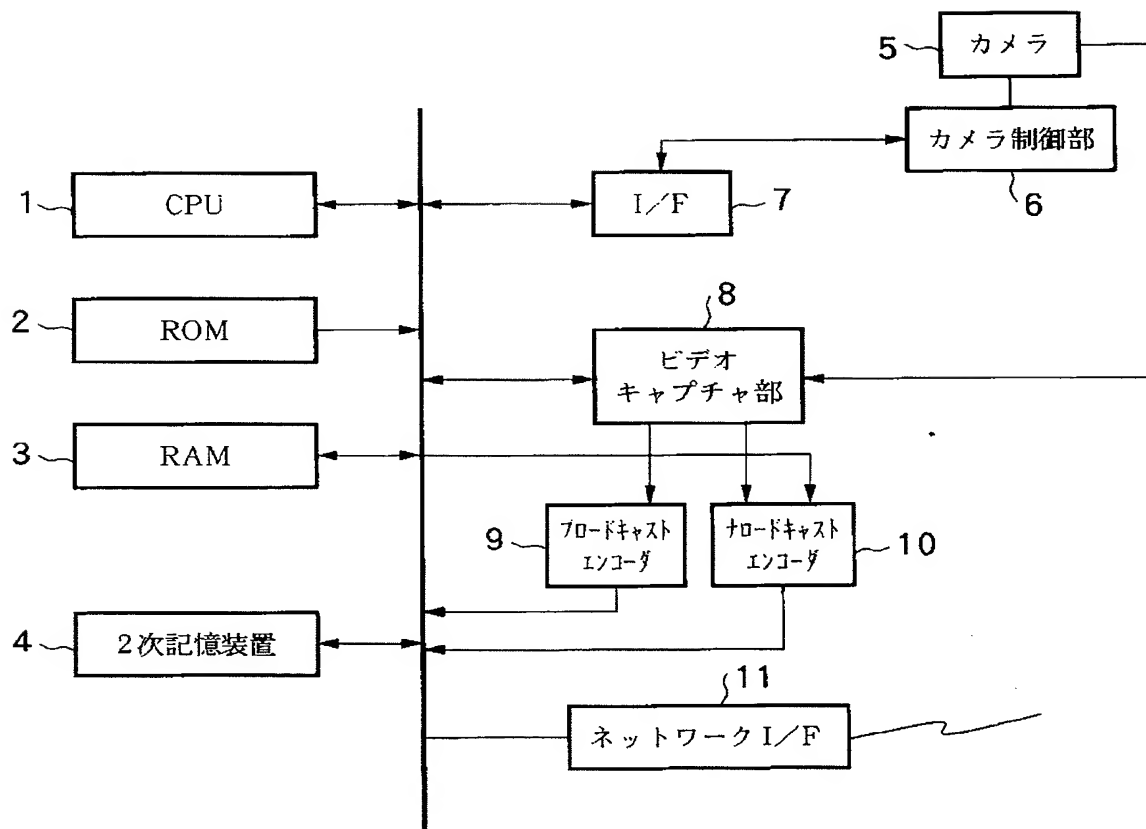 5
カメラ
カメラ制御部
6
1
CPU
I/F
7
2
ROM
8
ビデオ
キャプチャ部
3
RAM
9
ブロードキャスト
エンコーダ
ナロードキャスト
エンコーダ
10
4
2次記憶装置
11
ネットワークI/F